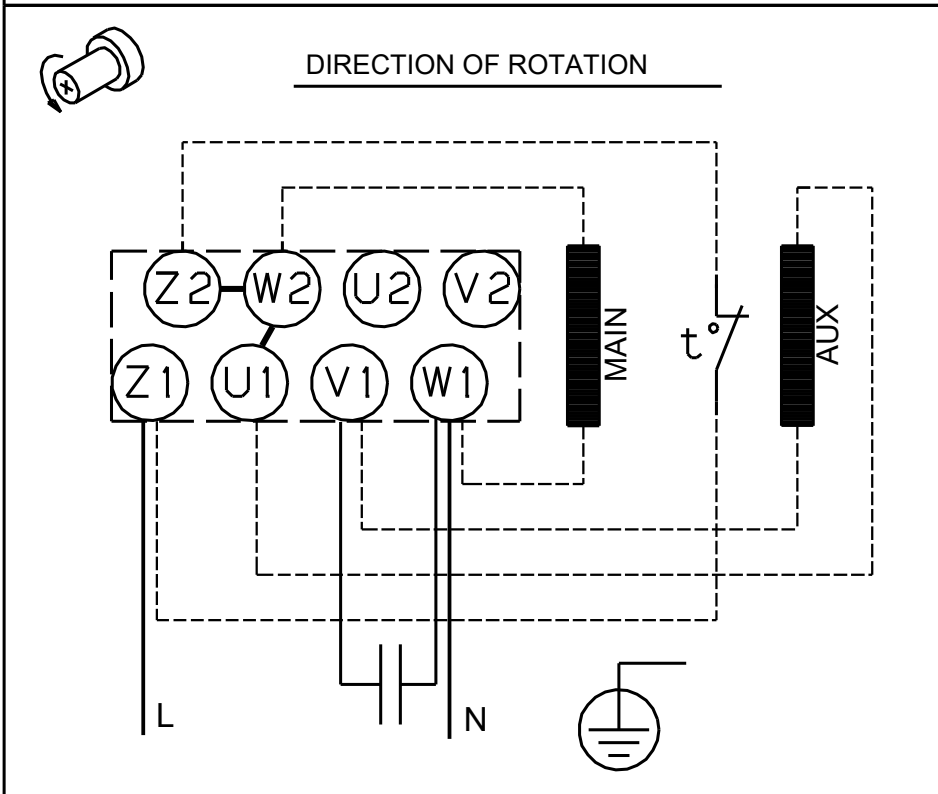 DIRECTION OF ROTATION
Z2 W2 U2 V2
Z1 U1 V1 W1
MAIN
t°
AUX
L
N